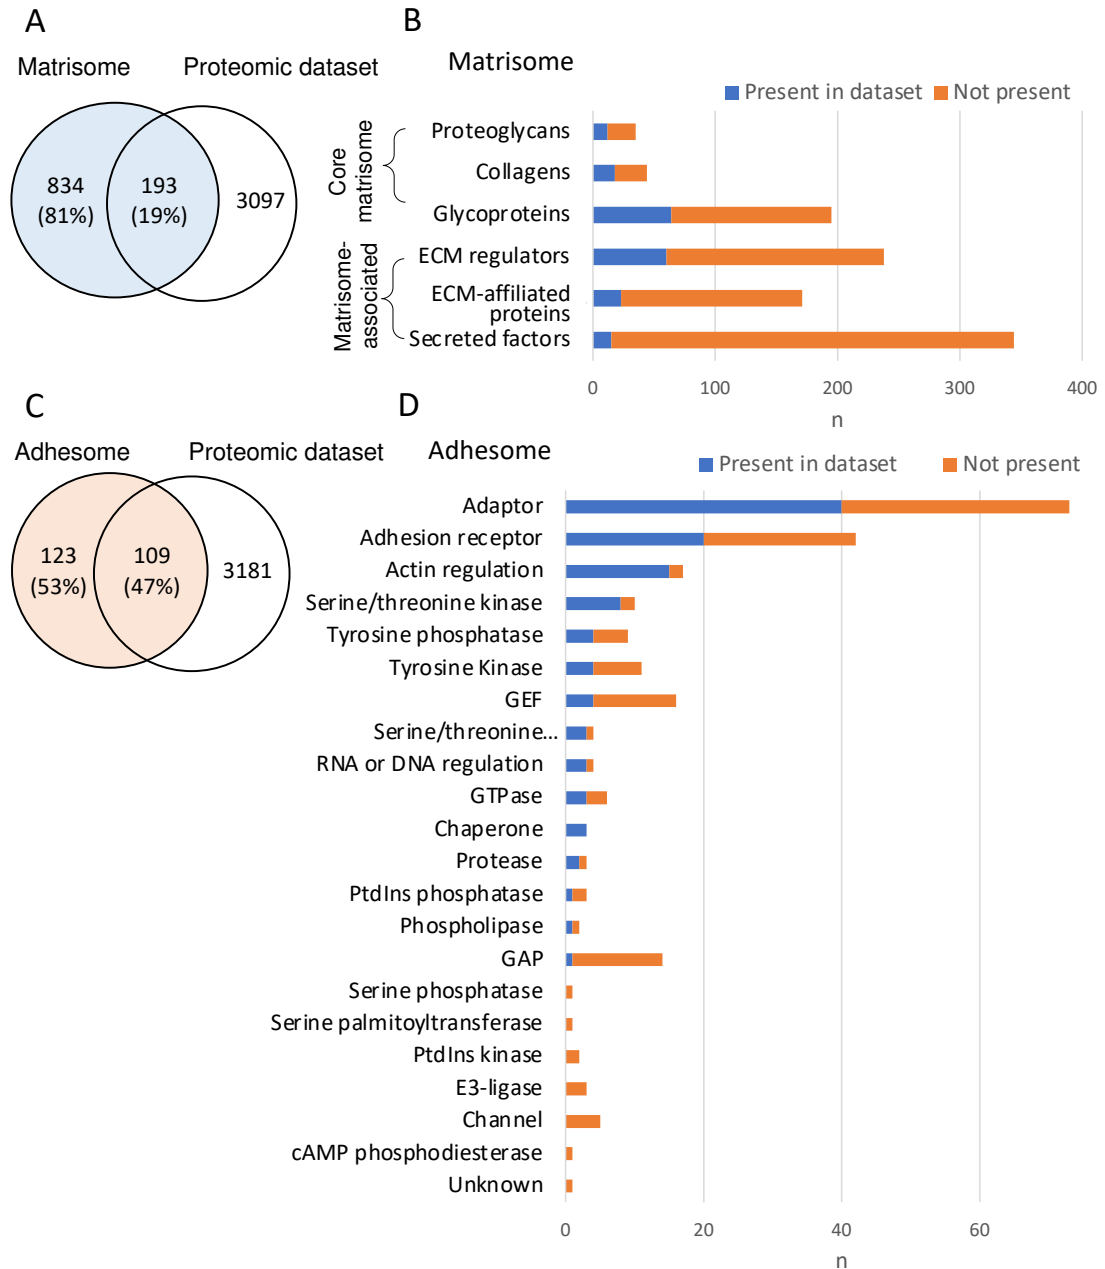 A
Matrisome
Proteomic dataset
834
(81%)
193
(19%)
3097
B
Matrisome
Present in dataset
Not present
Core
matrisome
Matrisome-
associated
Proteoglycans
Collagens
Glycoproteins
ECM regulators
ECM-affiliated
proteins
Secreted factors
0 100 200 300 400
n
C
Adhesome
Proteomic dataset
123
(53%)
109
(47%)
3181
D
Adhesome
Present in dataset
Not present
Adaptor
Adhesion receptor
Actin regulation
Serine/threonine kinase
Tyrosine phosphatase
Tyrosine Kinase
GEF
Serine/threonine...
RNA or DNA regulation
GTPase
Chaperone
Protease
PtdIns phosphatase
Phospholipase
GAP
Serine phosphatase
Serine palmitoyltransferase
PtdIns kinase
E3-ligase
Channel
cAMP phosphodiesterase
Unknown
0 20 40 60
n